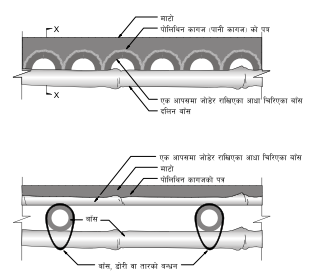 X
माटो
पोलिथिन कागज (पानी कागज) को पत्र
X
एक आपसमा जोडेर राखिएका आधा चिरिएका बाँस
दलिन बाँस
एक आपसमा जोडेर राखिएका आधा चिरिएका बाँस
माटो
पोलिथिन कागजको पत्र
बाँस
बाँस, डोरी वा तारको बन्धन